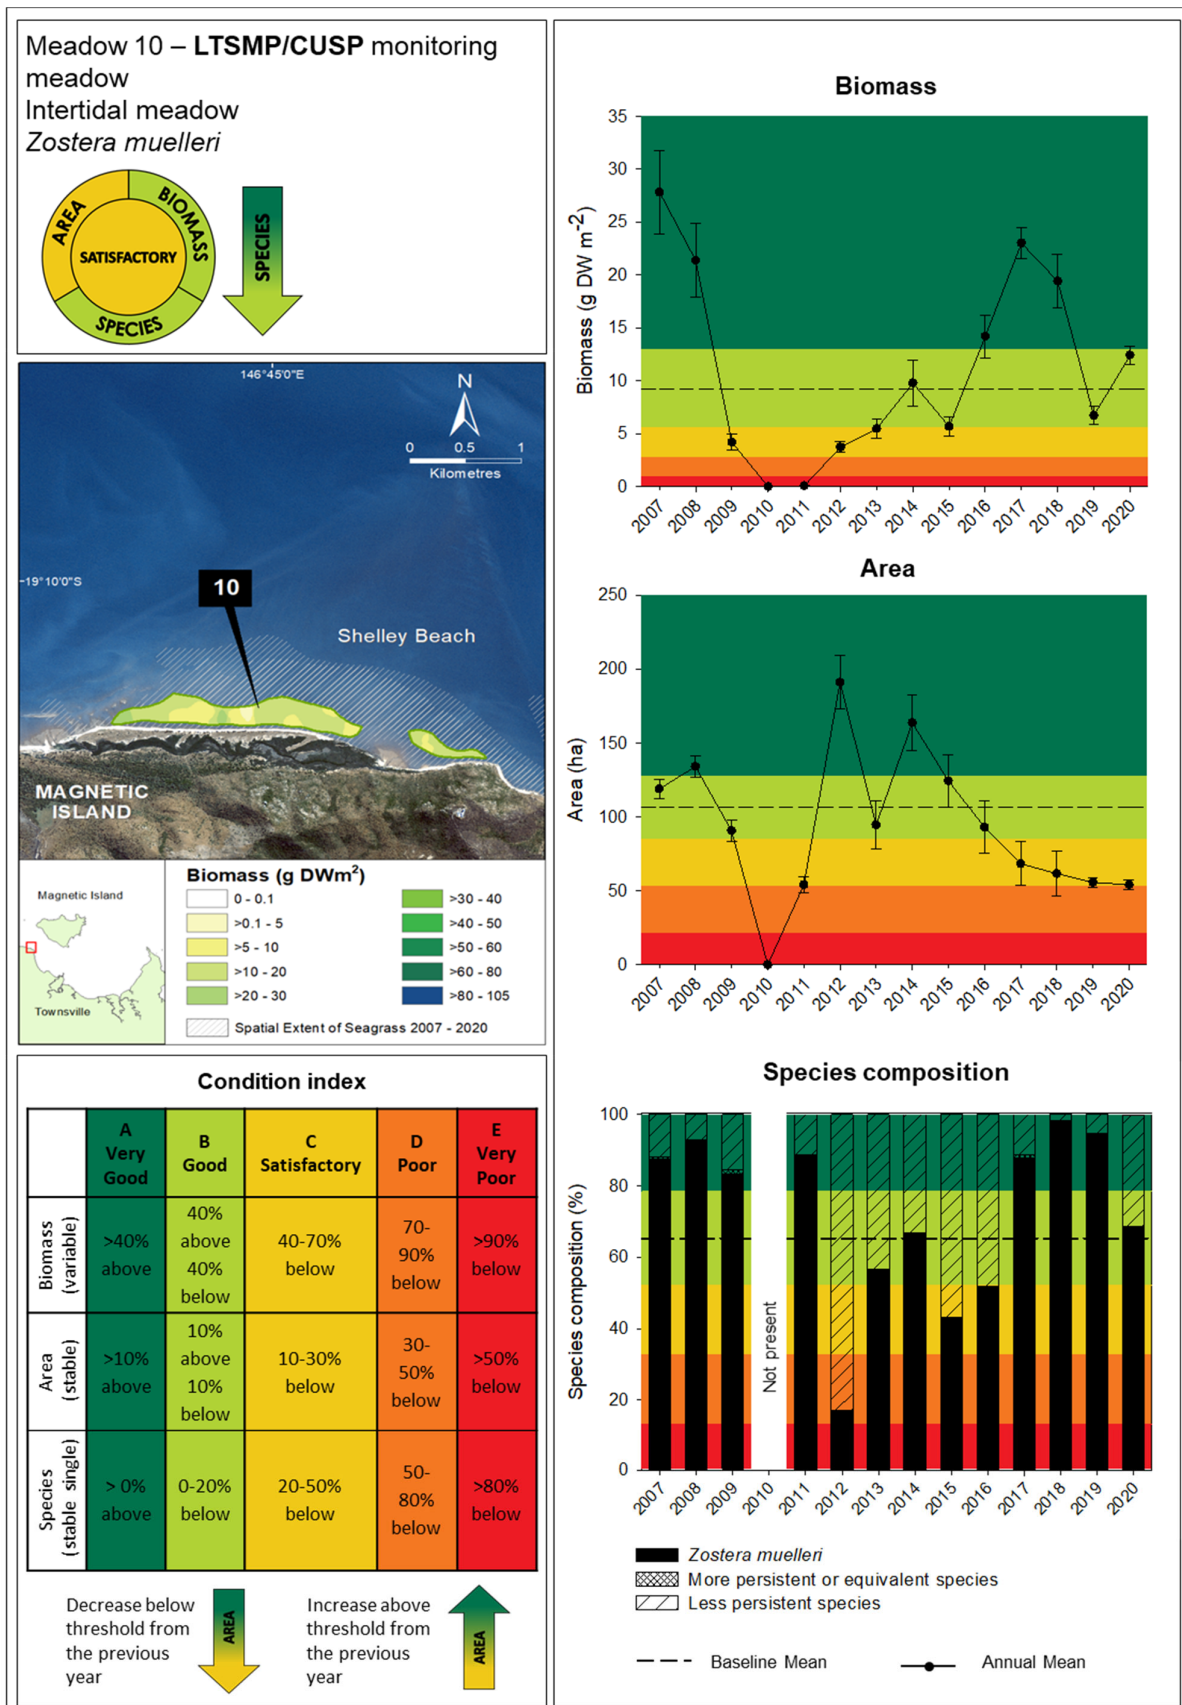 Meadow 10 – LTSMP/CUSP monitoring
meadow
Intertidal meadow
Zostera muelleri
AREA
BIOMASS
SATISFACTORY
SPECIES
SPECIES
146°45'0"E
N
0 0.5 1
Kilometres
19°10'0"S
10
Shelley Beach
MAGNETIC
ISLAND
Magnetic Island
Townsville
Biomass (g DWm²)
0 - 0.1
>0.1 - 5
>5 - 10
>10 - 20
>20 - 30
>30 - 40
>40 - 50
>50 - 60
>60 - 80
>80 - 105
Spatial Extent of Seagrass 2007 - 2020
Condition index
A
Very
Good
B
Good
C
Satisfactory
D
Poor
E
Very
Poor
Biomass
(variable)
>40%
above
40%
above
40%
below
40-70%
below
70-
90%
below
>90%
below
Area
(stable)
>10%
above
10%
above
10%
below
10-30%
below
30-
50%
below
>50%
below
Species
(stable single)
> 0%
above
0-20%
below
20-50%
below
50-
80%
below
>80%
below
Decrease below
threshold from
the previous
year
AREA
Increase above
threshold from
the previous
year
AREA
Biomass
Biomass (g DW m⁻²)
35
30
25
20
15
10
5
0
2007 2008 2009 2010 2011 2012 2013 2014 2015 2016 2017 2018 2019 2020
Area
Area (ha)
250
200
150
100
50
0
2007 2008 2009 2010 2011 2012 2013 2014 2015 2016 2017 2018 2019 2020
Species composition
Species composition (%)
100
80
60
40
20
0
Not present
2007 2008 2009 2010 2011 2012 2013 2014 2015 2016 2017 2018 2019 2020
Zostera muelleri
More persistent or equivalent species
Less persistent species
Baseline Mean
Annual Mean